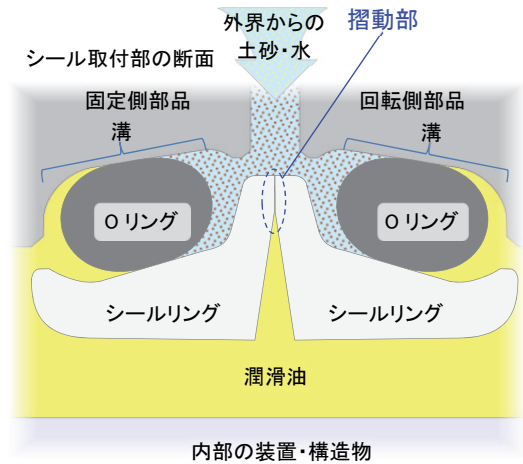 外界からの
土砂・水
摺動部
シール取付部の断面
固定側部品
溝
回転側部品
溝
Oリング
Oリング
シールリング
シールリング
潤滑油
内部の装置・構造物